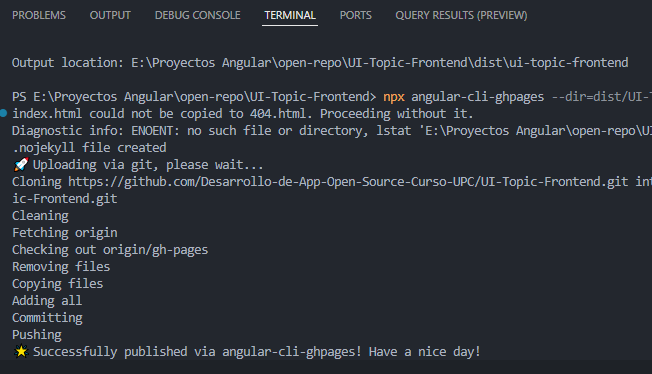 PROBLEMS OUTPUT DEBUG CONSOLE TERMINAL PORTS QUERY RESULTS (PREVIEW)
Output location: E:\Proyectos Angular\open-repo\UI-Topic-Frontend\dist\ui-topic-frontend
PS E:\Proyectos Angular\open-repo\UI-Topic-Frontend> npx angular-cli-ghpages --dir=dist/UI-T
index.html could not be copied to 404.html. Proceeding without it.
Diagnostic info: ENOENT: no such file or directory, lstat 'E:\Proyectos Angular\open-repo\UI
.nojekyll file created
🚀 Uploading via git, please wait...
Cloning https://github.com/Desarrollo-de-App-Open-Source-Curso-UPC/UI-Topic-Frontend.git int
ic-Frontend.git
Cleaning
Fetching origin
Checking out origin/gh-pages
Removing files
Copying files
Adding all
Committing
Pushing
🌟 Successfully published via angular-cli-ghpages! Have a nice day!